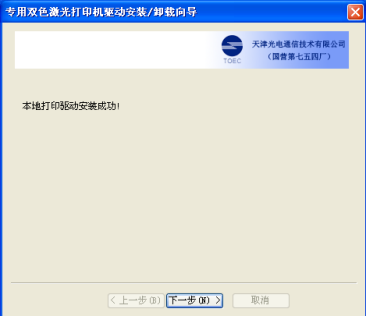 专用双色激光打印机驱动安装/卸载向导
天津光电通信技术有限公司
（国营第七五四厂）
TOEC
本地打印驱动安装成功!
< 上一步(B)
下一步(N) >
取消